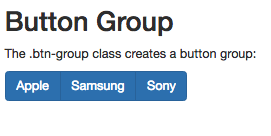 Button Group
The .btn-group class creates a button group:
Apple Samsung Sony